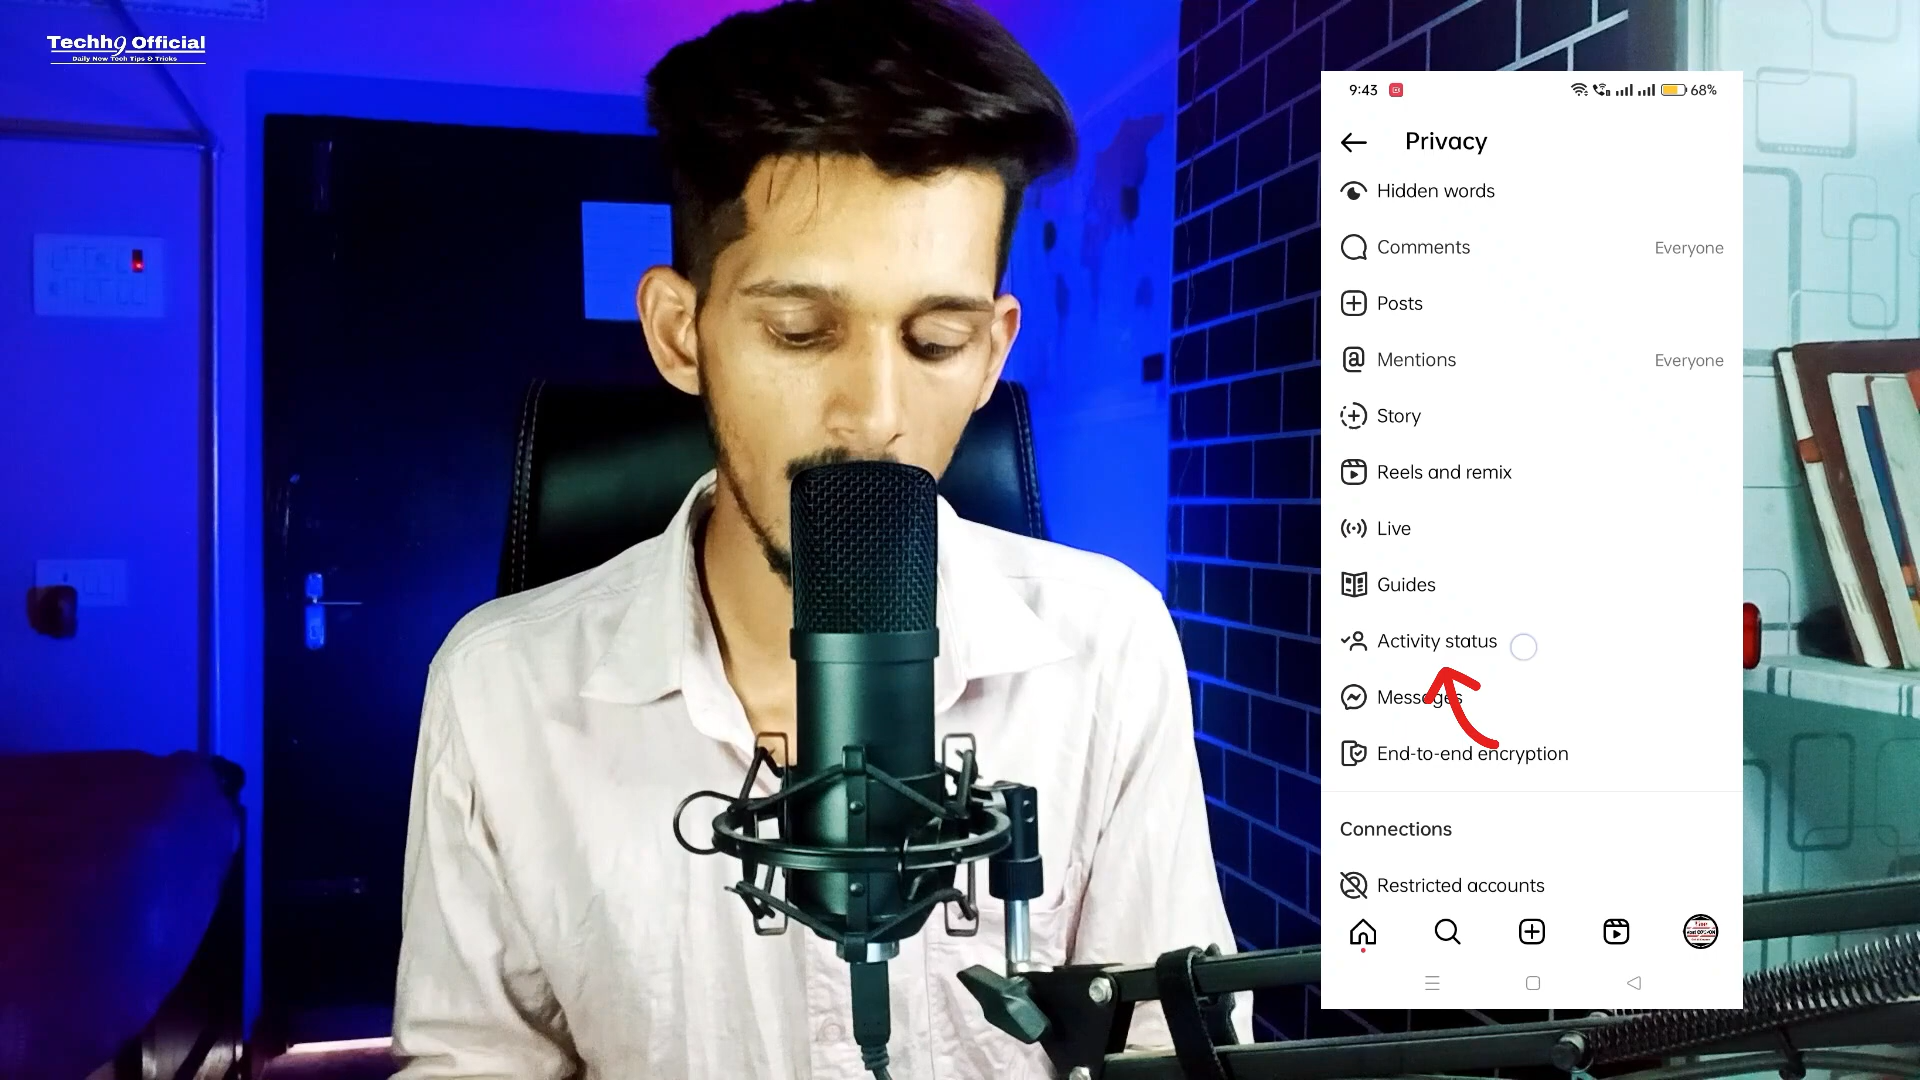 Techh9 Official
Daily New Tech Tips & Tricks
9:43
68%
Privacy
Hidden words
Comments Everyone
Posts
Mentions Everyone
Story
Reels and remix
Live
Guides
Activity status
Messages
End-to-end encryption
Connections
Restricted accounts